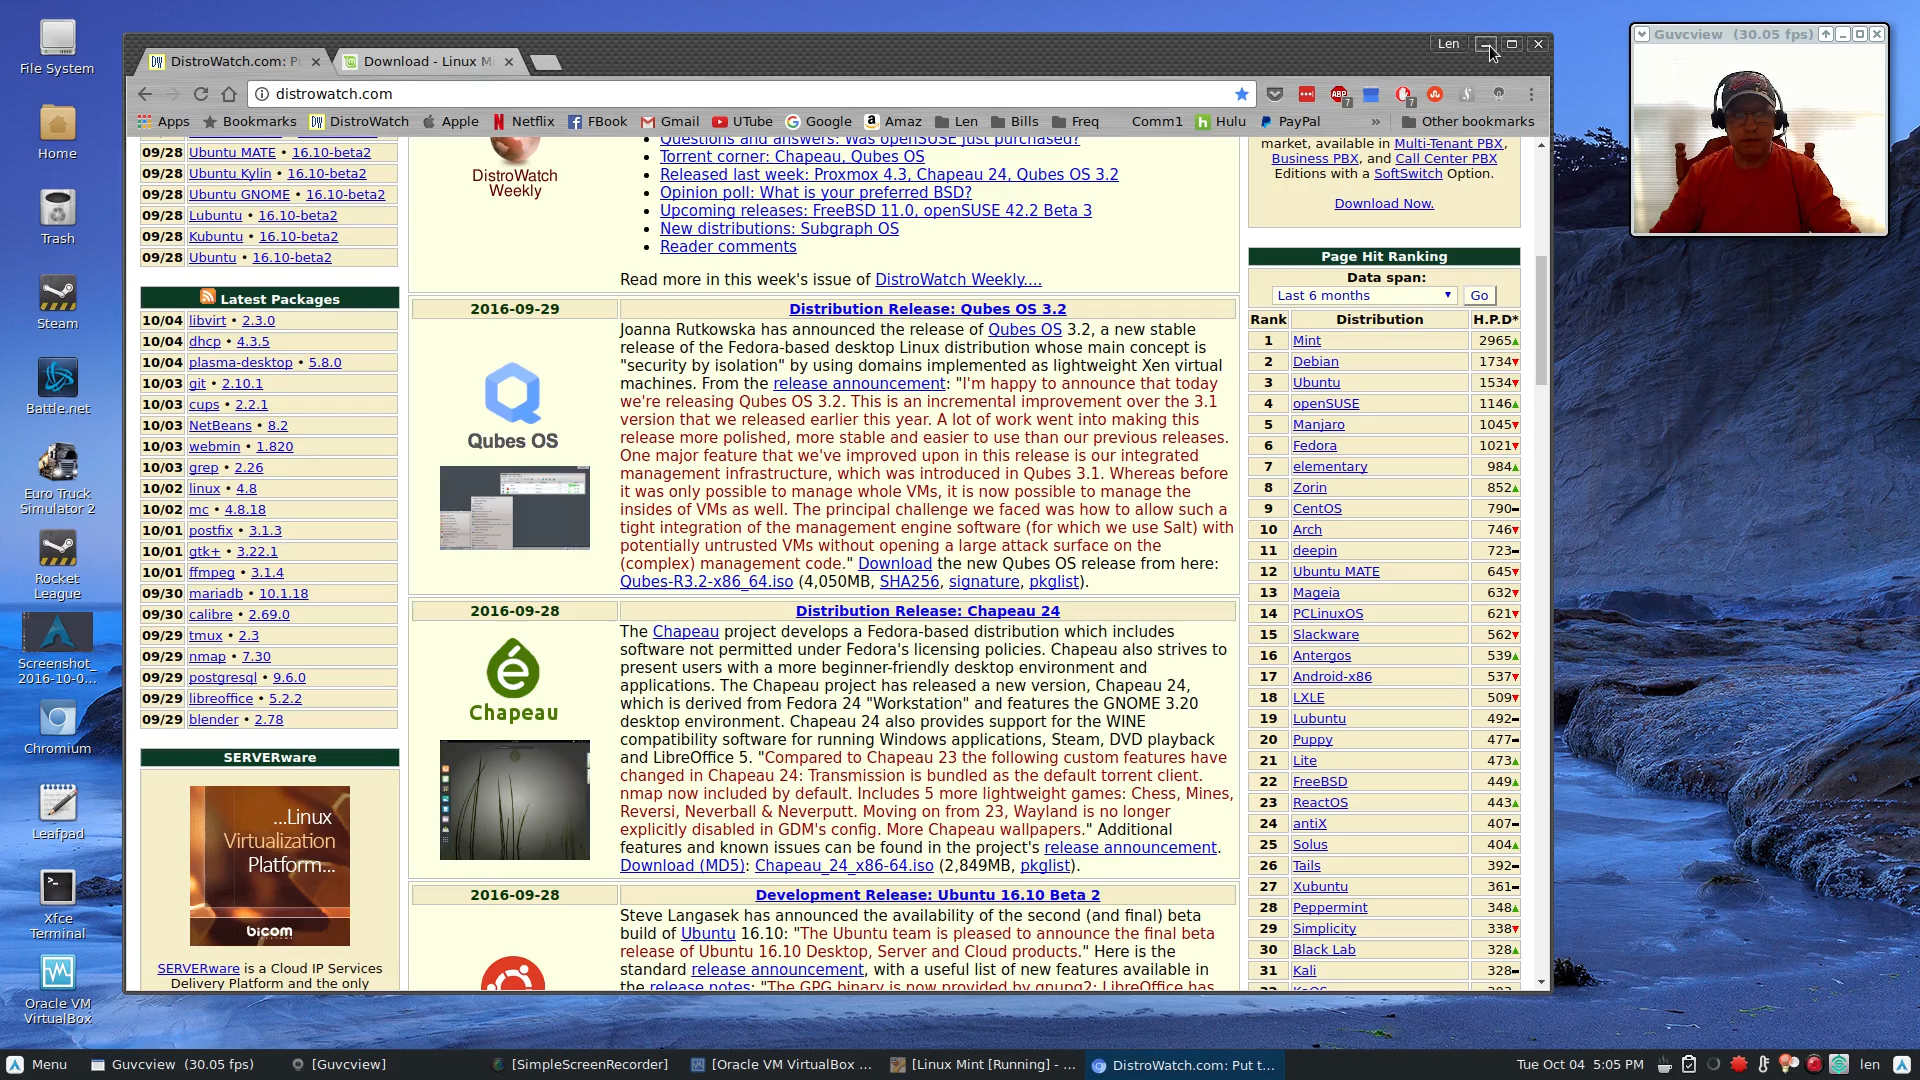 File System
Home
Trash
Steam
Battle.net
Euro Truck
Simulator 2
Rocket
League
Screenshot_
2016-10-0...
Chromium
Leafpad
Xfce
Terminal
Oracle VM
VirtualBox
Len
DW DistroWatch.com: P
Download - Linux M
distrowatch.com
ABP
7
7
Apps
Bookmarks
DW DistroWatch
Apple
Netflix
FBook
Gmail
UTube
Google
Amaz
Len
Bills
Freq
Comm1
Hulu
PayPal
»
Other bookmarks
09/28 Ubuntu MATE • 16.10-beta2
09/28 Ubuntu Kylin • 16.10-beta2
09/28 Ubuntu GNOME • 16.10-beta2
09/28 Lubuntu • 16.10-beta2
09/28 Kubuntu • 16.10-beta2
09/28 Ubuntu • 16.10-beta2
Latest Packages
10/04 libvirt • 2.3.0
10/04 dhcp • 4.3.5
10/04 plasma-desktop • 5.8.0
10/03 git • 2.10.1
10/03 cups • 2.2.1
10/03 NetBeans • 8.2
10/03 webmin • 1.820
10/03 grep • 2.26
10/02 linux • 4.8
10/02 mc • 4.8.18
10/01 postfix • 3.1.3
10/01 gtk+ • 3.22.1
10/01 ffmpeg • 3.1.4
09/30 mariadb • 10.1.18
09/30 calibre • 2.69.0
09/29 tmux • 2.3
09/29 nmap • 7.30
09/29 postgresql • 9.6.0
09/29 libreoffice • 5.2.2
09/29 blender • 2.78
SERVERware
...Linux
Virtualization
Platform...
bicom
SERVERware is a Cloud IP Services
Delivery Platform and the only
DistroWatch
Weekly
• Questions and answers: Was openSUSE just purchased?
• Torrent corner: Chapeau, Qubes OS
• Released last week: Proxmox 4.3, Chapeau 24, Qubes OS 3.2
• Opinion poll: What is your preferred BSD?
• Upcoming releases: FreeBSD 11.0, openSUSE 42.2 Beta 3
• New distributions: Subgraph OS
• Reader comments
Read more in this week's issue of DistroWatch Weekly....
2016-09-29
Distribution Release: Qubes OS 3.2
Qubes OS
Joanna Rutkowska has announced the release of Qubes OS 3.2, a new stable
release of the Fedora-based desktop Linux distribution whose main concept is
"security by isolation" by using domains implemented as lightweight Xen virtual
machines. From the release announcement: "I'm happy to announce that today
we're releasing Qubes OS 3.2. This is an incremental improvement over the 3.1
version that we released earlier this year. A lot of work went into making this
release more polished, more stable and easier to use than our previous releases.
One major feature that we've improved upon in this release is our integrated
management infrastructure, which was introduced in Qubes 3.1. Whereas before
it was only possible to manage whole VMs, it is now possible to manage the
insides of VMs as well. The principal challenge we faced was how to allow such a
tight integration of the management engine software (for which we use Salt) with
potentially untrusted VMs without opening a large attack surface on the
(complex) management code." Download the new Qubes OS release from here:
Qubes-R3.2-x86_64.iso (4,050MB, SHA256, signature, pkglist).
2016-09-28
Distribution Release: Chapeau 24
Chapeau
The Chapeau project develops a Fedora-based distribution which includes
software not permitted under Fedora's licensing policies. Chapeau also strives to
present users with a more beginner-friendly desktop environment and
applications. The Chapeau project has released a new version, Chapeau 24,
which is derived from Fedora 24 "Workstation" and features the GNOME 3.20
desktop environment. Chapeau 24 also provides support for the WINE
compatibility software for running Windows applications, Steam, DVD playback
and LibreOffice 5. "Compared to Chapeau 23 the following custom features have
changed in Chapeau 24: Transmission is bundled as the default torrent client.
nmap now included by default. Includes 5 more lightweight games: Chess, Mines,
Reversi, Neverball & Neverputt. Moving on from 23, Wayland is no longer
explicitly disabled in GDM's config. More Chapeau wallpapers." Additional
features and known issues can be found in the project's release announcement.
Download (MD5): Chapeau_24_x86-64.iso (2,849MB, pkglist).
2016-09-28
Development Release: Ubuntu 16.10 Beta 2
Steve Langasek has announced the availability of the second (and final) beta
build of Ubuntu 16.10: "The Ubuntu team is pleased to announce the final beta
release of Ubuntu 16.10 Desktop, Server and Cloud products." Here is the
standard release announcement, with a useful list of new features available in
the release notes: "The GPG binary is now provided by gnupg2; LibreOffice has
market, available in Multi-Tenant PBX,
Business PBX, and Call Center PBX
Editions with a SoftSwitch Option.
Download Now.
Page Hit Ranking
Data span:
Last 6 months
Go
Rank Distribution H.P.D*
1 Mint 2965
2 Debian 1734
3 Ubuntu 1534
4 openSUSE 1146
5 Manjaro 1045
6 Fedora 1021
7 elementary 984
8 Zorin 852
9 CentOS 790
10 Arch 746
11 deepin 723
12 Ubuntu MATE 645
13 Mageia 632
14 PCLinuxOS 621
15 Slackware 562
16 Antergos 539
17 Android-x86 537
18 LXLE 509
19 Lubuntu 492
20 Puppy 477
21 Lite 473
22 FreeBSD 449
23 ReactOS 443
24 antiX 407
25 Solus 404
26 Tails 392
27 Xubuntu 361
28 Peppermint 348
29 Simplicity 338
30 Black Lab 328
31 Kali 328
Guvcview (30.05 fps)
Menu
Guvcview (30.05 fps)
[Guvcview]
[SimpleScreenRecorder]
[Oracle VM VirtualBox ...
[Linux Mint [Running] - ...
DistroWatch.com: Put t...
Tue Oct 04 5:05 PM
len